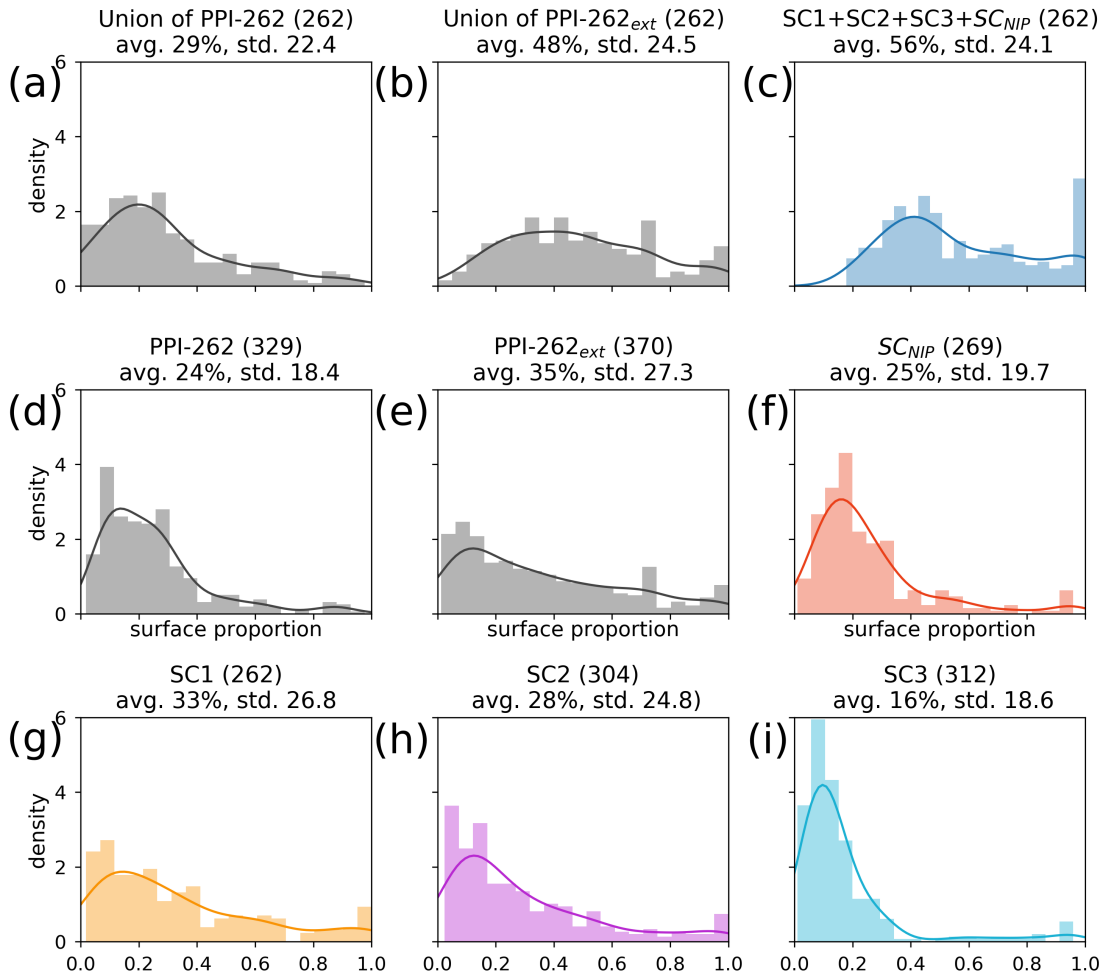 Union of PPI-262 (262)
avg. 29%, std. 22.4
Union of PPI-262ext (262)
avg. 48%, std. 24.5
SC1+SC2+SC3+SCNIP (262)
avg. 56%, std. 24.1
(a)
(b)
(c)
6
4
2
0
density
PPI-262 (329)
avg. 24%, std. 18.4
PPI-262ext (370)
avg. 35%, std. 27.3
SCNIP (269)
avg. 25%, std. 19.7
(d)
(e)
(f)
6
4
2
0
density
surface proportion
surface proportion
SC1 (262)
avg. 33%, std. 26.8
SC2 (304)
avg. 28%, std. 24.8)
SC3 (312)
avg. 16%, std. 18.6
(g)
(h)
(i)
6
4
2
0
density
0.0 0.2 0.4 0.6 0.8 1.0
0.0 0.2 0.4 0.6 0.8 1.0
0.0 0.2 0.4 0.6 0.8 1.0